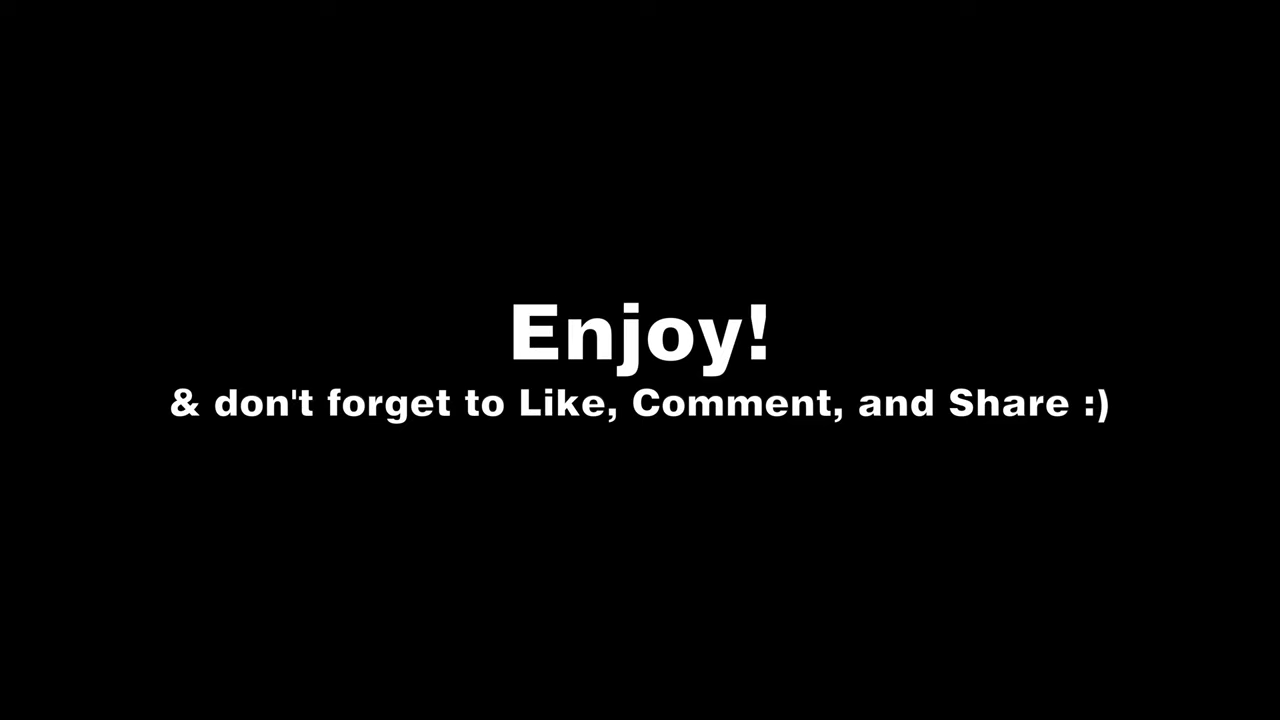 Enjoy!
& don't forget to Like, Comment, and Share :)